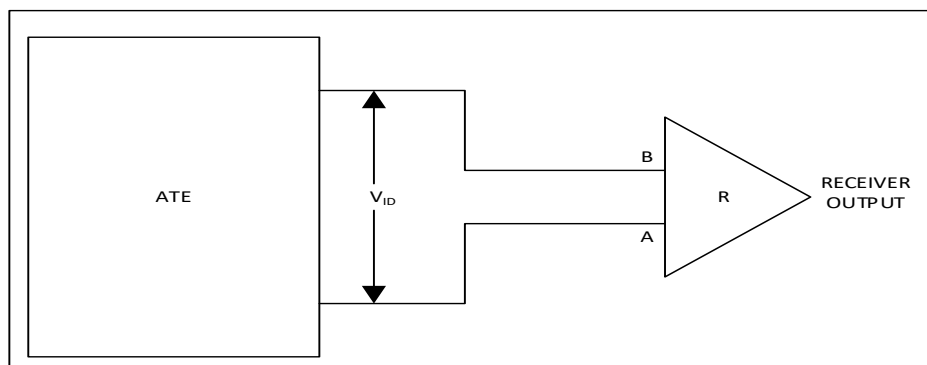 ATE
V_ID
B
A
R
RECEIVER
OUTPUT